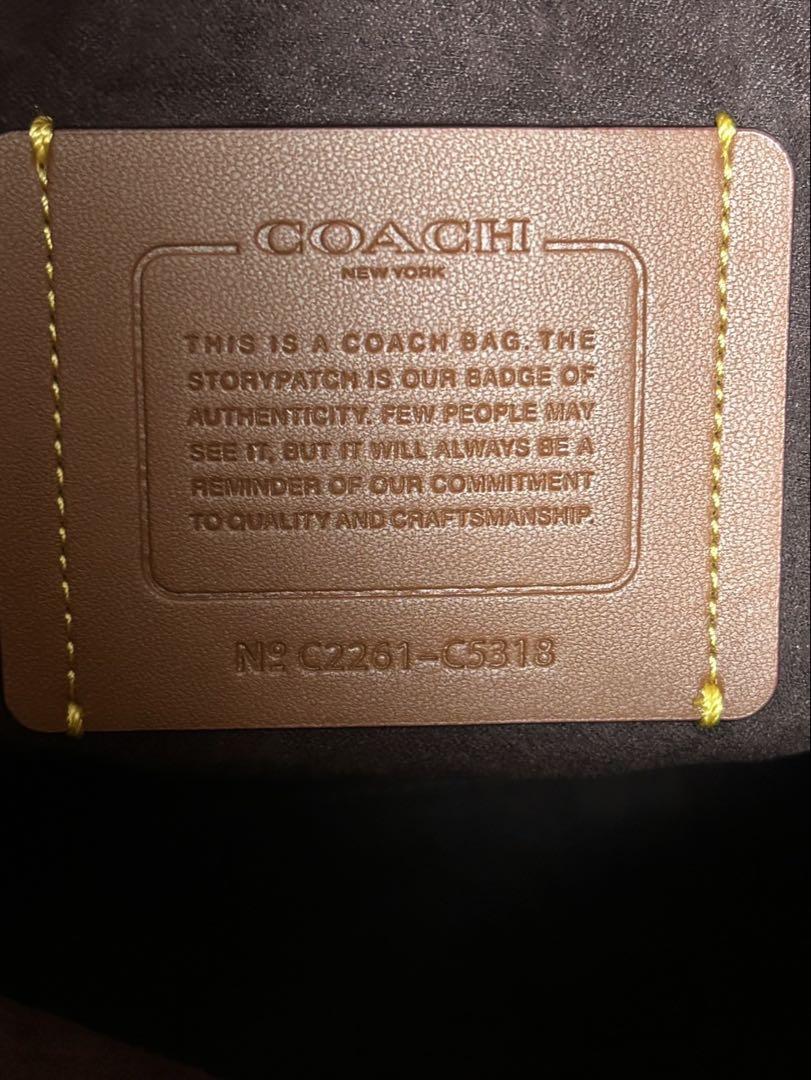 COACH
NEW YORK
THIS IS A COACH BAG. THE
STORYPATCH IS OUR BADGE OF
AUTHENTICITY. FEW PEOPLE MAY
SEE IT, BUT IT WILL ALWAYS BE A
REMINDER OF OUR COMMITMENT
TO QUALITY AND CRAFTSMANSHIP.
Nº C2261–C5318